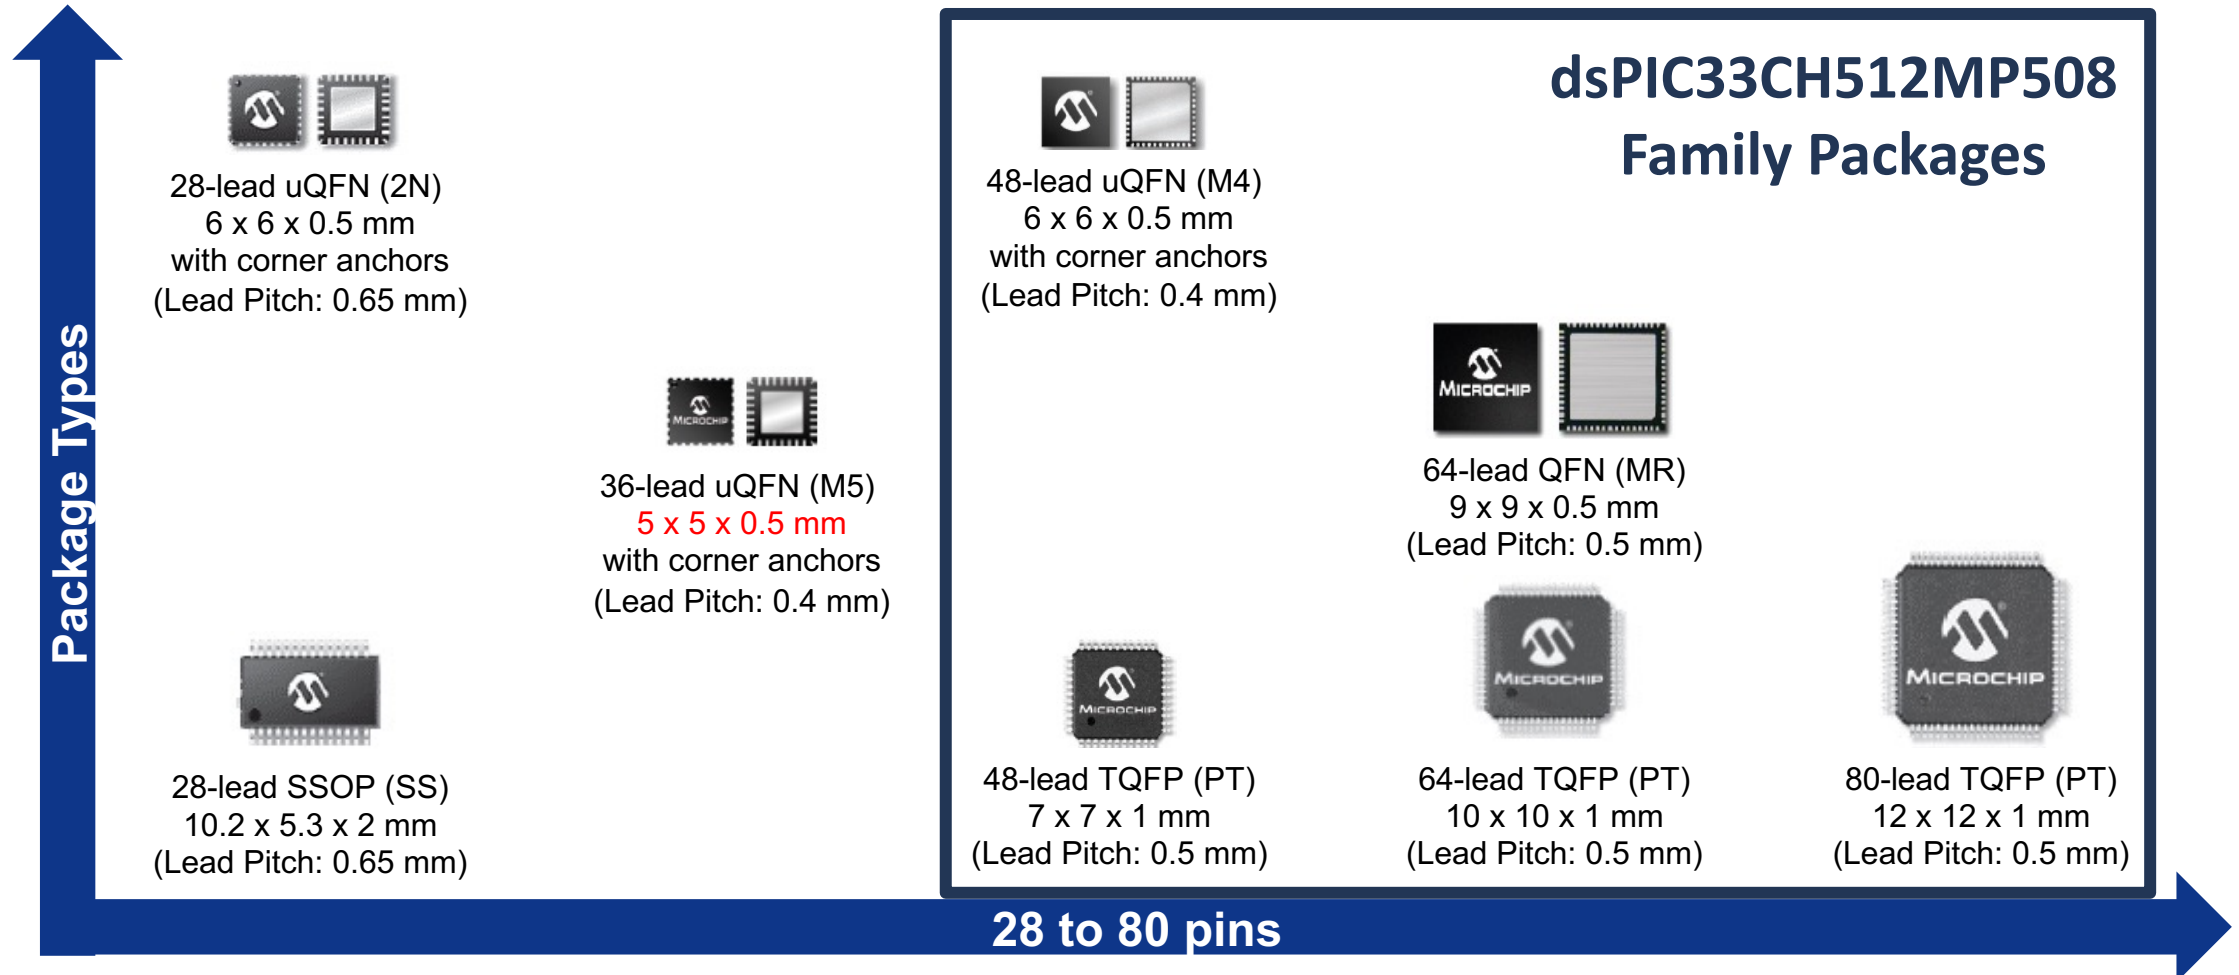 dsPIC33CH512MP508
Family Packages
28-lead uQFN (2N)
6 x 6 x 0.5 mm
with corner anchors
(Lead Pitch: 0.65 mm)
48-lead uQFN (M4)
6 x 6 x 0.5 mm
with corner anchors
(Lead Pitch: 0.4 mm)
Package Types
MICROCHIP
36-lead uQFN (M5)
5 x 5 x 0.5 mm
with corner anchors
(Lead Pitch: 0.4 mm)
MICROCHIP
64-lead QFN (MR)
9 x 9 x 0.5 mm
(Lead Pitch: 0.5 mm)
28-lead SSOP (SS)
10.2 x 5.3 x 2 mm
(Lead Pitch: 0.65 mm)
MICROCHIP
48-lead TQFP (PT)
7 x 7 x 1 mm
(Lead Pitch: 0.5 mm)
MICROCHIP
64-lead TQFP (PT)
10 x 10 x 1 mm
(Lead Pitch: 0.5 mm)
MICROCHIP
80-lead TQFP (PT)
12 x 12 x 1 mm
(Lead Pitch: 0.5 mm)
28 to 80 pins